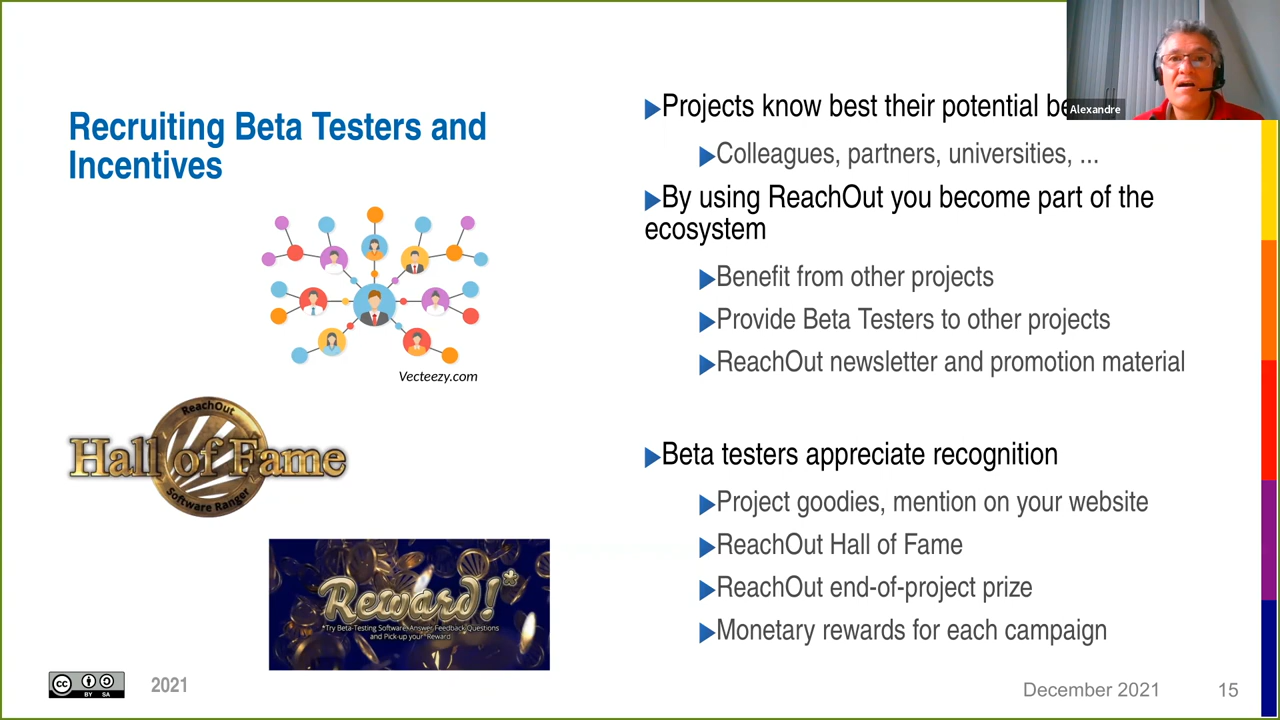 Recruiting Beta Testers and
Incentives
Vecteezy.com
ReachOut
Hall of Fame
Software Ranger
Reward!*
*Try Beta-Testing Software, Answer Feedback Questions
and Pick-up your Reward
▶Projects know best their potential
▶Colleagues, partners, universities, ...
▶By using ReachOut you become part of the
ecosystem
▶Benefit from other projects
▶Provide Beta Testers to other projects
▶ReachOut newsletter and promotion material
▶Beta testers appreciate recognition
▶Project goodies, mention on your website
▶ReachOut Hall of Fame
▶ReachOut end-of-project prize
▶Monetary rewards for each campaign
Alexandre
cc BY SA
2021
December 2021
15